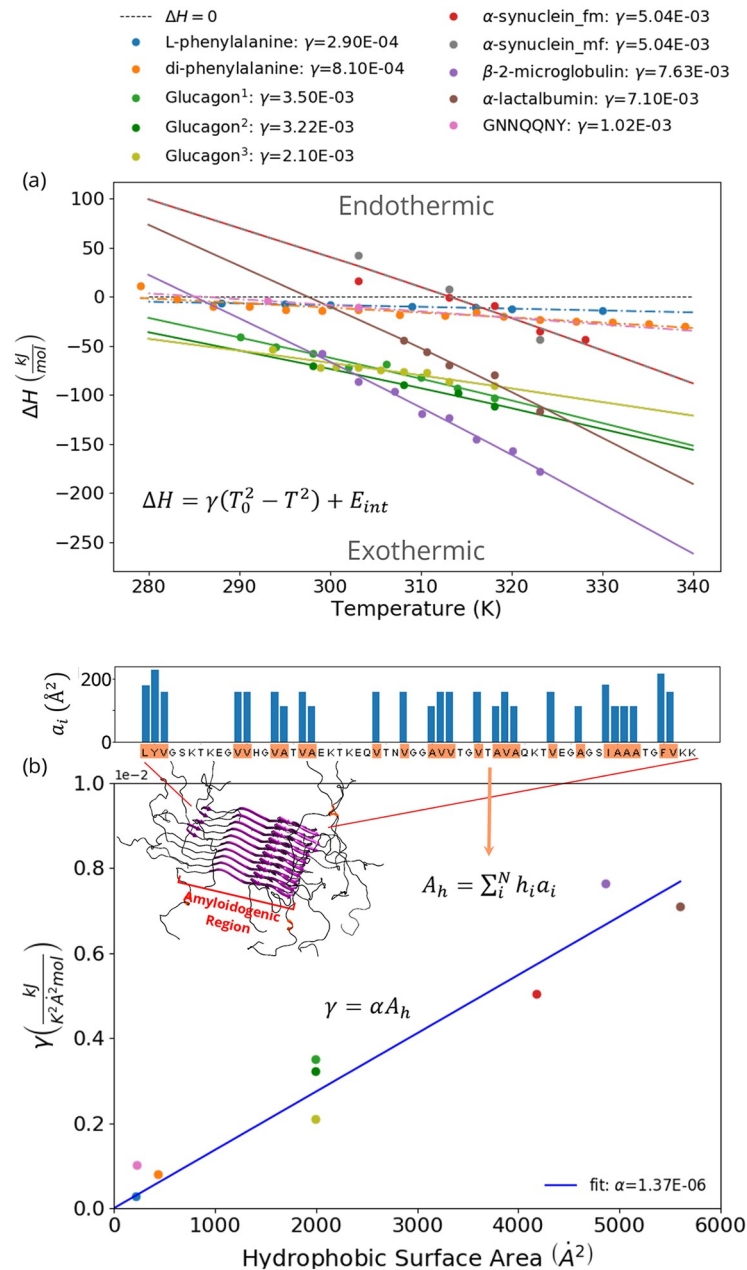 ΔH = 0
L-phenylalanine: γ=2.90E-04
di-phenylalanine: γ=8.10E-04
Glucagon¹: γ=3.50E-03
Glucagon²: γ=3.22E-03
Glucagon³: γ=2.10E-03
α-synuclein_fm: γ=5.04E-03
α-synuclein_mf: γ=5.04E-03
β-2-microglobulin: γ=7.63E-03
α-lactalbumin: γ=7.10E-03
GNNQQNY: γ=1.02E-03
(a)
Endothermic
100
50
0
−50
−100
−150
−200
−250
ΔH (kJ/mol)
ΔH = γ(T₀² − T²) + E_int
Exothermic
280 290 300 310 320 330 340
Temperature (K)
200
0
a_i (Å²)
LYVGSKTKEGVVHGVATVAEKTKEQVTNVGGAVVTGVTAVAQKTVEGAGSIAAATGFVKK
(b)
1e−2
1.0
0.8
0.6
0.4
0.2
0.0
γ(kJ/K²Å²mol)
Amyloidogenic
Region
A_h = ∑ᵢᴺ hᵢaᵢ
γ = αA_h
fit: α=1.37E-06
0 1000 2000 3000 4000 5000 6000
Hydrophobic Surface Area (Å²)